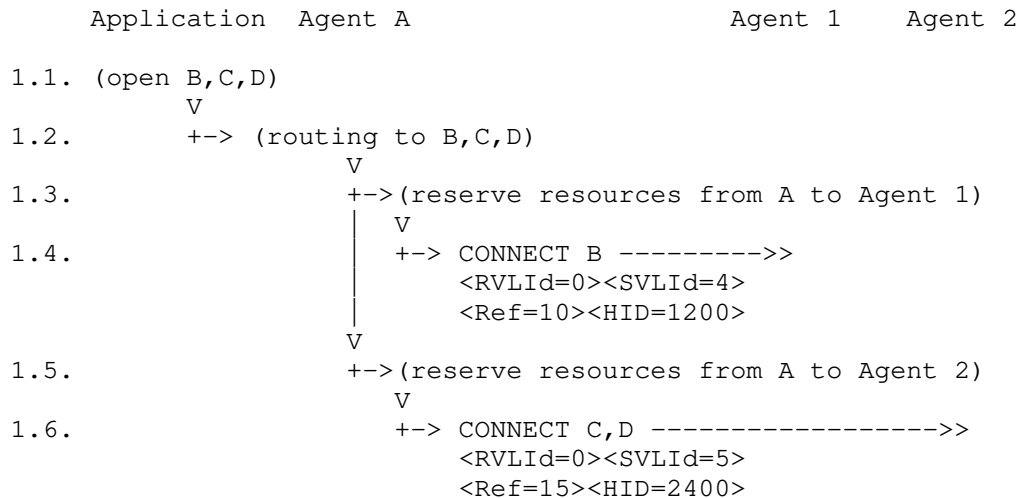 Application  Agent A                      Agent 1    Agent 2

1.1. (open B,C,D)
           V
1.2.       +-> (routing to B,C,D)
                     V
1.3.                 +->(reserve resources from A to Agent 1)
                     |  V
1.4.                 |  +-> CONNECT B --------->>
                     |      <RVLId=0><SVLId=4>
                     |      <Ref=10><HID=1200>
                     V
1.5.                 +->(reserve resources from A to Agent 2)
                        V
1.6.                    +-> CONNECT C,D ------------------>>
                            <RVLId=0><SVLId=5>
                            <Ref=15><HID=2400>